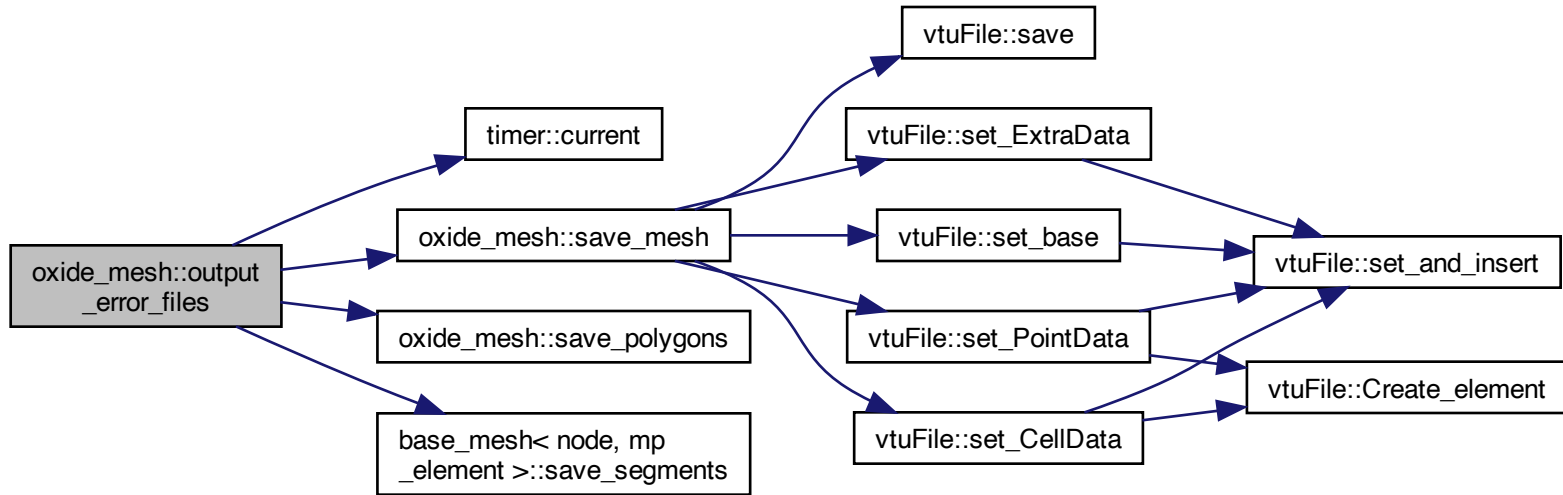 vtuFile::save
timer::current
vtuFile::set_ExtraData
oxide_mesh::save_mesh
vtuFile::set_base
oxide_mesh::output
_error_files
vtuFile::set_and_insert
oxide_mesh::save_polygons
vtuFile::set_PointData
vtuFile::Create_element
base_mesh< node, mp
_element >::save_segments
vtuFile::set_CellData